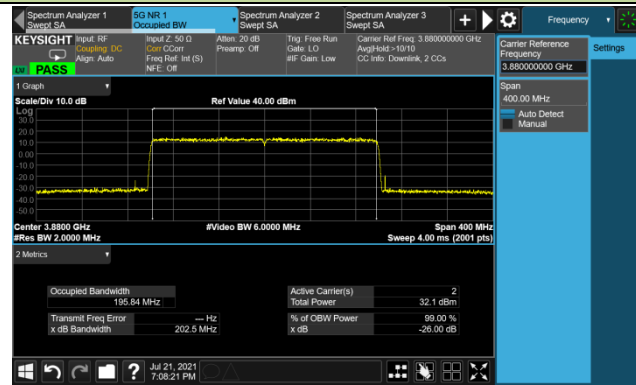 Spectrum Analyzer 1
Swept SA
5G NR 1
Occupied BW
Spectrum Analyzer 2
Swept SA
Spectrum Analyzer 3
Swept SA
+
Frequency
KEYSIGHT
Input: RF
Coupling: DC
Align: Auto
Input Z: 50 Ω
Corr CCorr
Freq Ref: Int (S)
NFE: Off
Atten: 20 dB
Preamp: Off
Trig: Free Run
Gate: LO
#IF Gain: Low
Carrier Ref Freq: 3.880000000 GHz
Avg|Hold:>10/10
CC Info: Downlink, 2 CCs
LXI PASS
Carrier Reference
Frequency
3.880000000 GHz
Settings
Span
400.00 MHz
Auto Detect
Manual
1 Graph
Scale/Div 10.0 dB
Ref Value 40.00 dBm
Log
30.0
20.0
10.0
0.00
-10.0
-20.0
-30.0
-40.0
-50.0
Center 3.8800 GHz
#Video BW 6.0000 MHz
Span 400 MHz
#Res BW 2.0000 MHz
Sweep 4.00 ms (2001 pts)
2 Metrics
Occupied Bandwidth
195.84 MHz
Active Carrier(s) 2
Total Power 32.1 dBm
Transmit Freq Error --- Hz
x dB Bandwidth 202.5 MHz
% of OBW Power 99.00 %
x dB -26.00 dB
?
Jul 21, 2021
7:08:21 PM